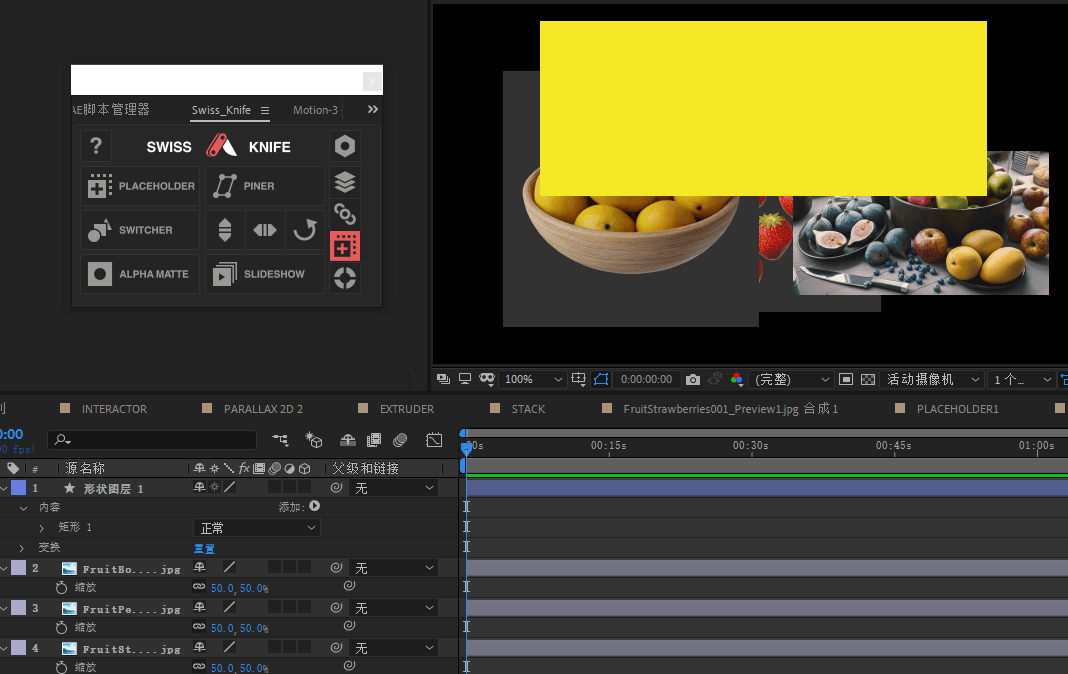 AE脚本管理器 Swiss_Knife Motion-3
SWISS KNIFE
PLACEHOLDER PINER
SWITCHER
ALPHA MATTE SLIDESHOW
100% 0:00:00:00 (完整) 活动摄像机 1 个...
INTERACTOR PARALLAX 2D 2 EXTRUDER STACK FruitStrawberries001_Preview1.jpg 合成 1 PLACEHOLDER1
0:00
00 fps)
00s 00:15s 00:30s 00:45s 01:00s
# 源名称 fx 父级和链接
1 形状图层 1 无
内容 添加:
矩形 1 正常
变换 重置
2 FruitBo....jpg 无
缩放 50.0,50.0%
3 FruitPe....jpg 无
缩放 50.0,50.0%
4 FruitSt....jpg 无
缩放 50.0,50.0%